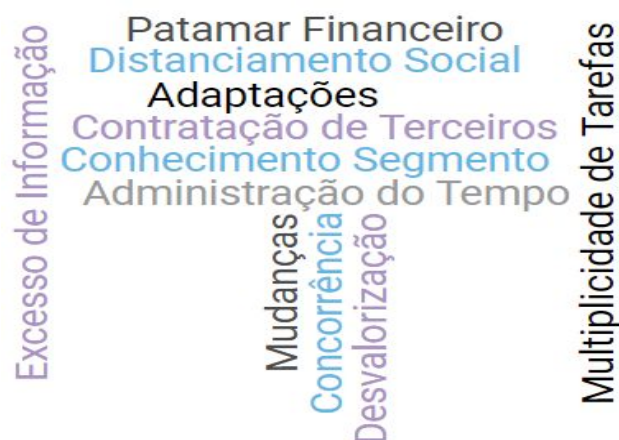 Excesso de Informação
Patamar Financeiro
Distanciamento Social
Adaptações
Contratação de Terceiros
Conhecimento Segmento
Administração do Tempo
Mudanças
Concorrência
Desvalorização
Multiplicidade de Tarefas